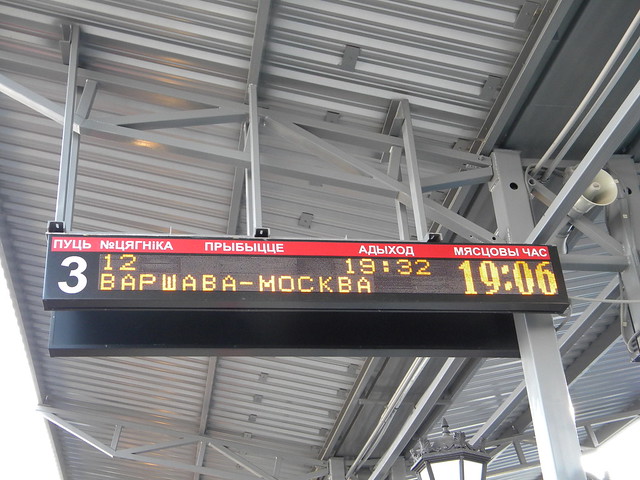 ПУЦЬ №ЦЯГНІКА ПРЫБЫЦЦЕ АДЫХОД МЯСЦОВЫ ЧАС
3 12 19:32 19:06
ВАРШАВА-МОСКВА